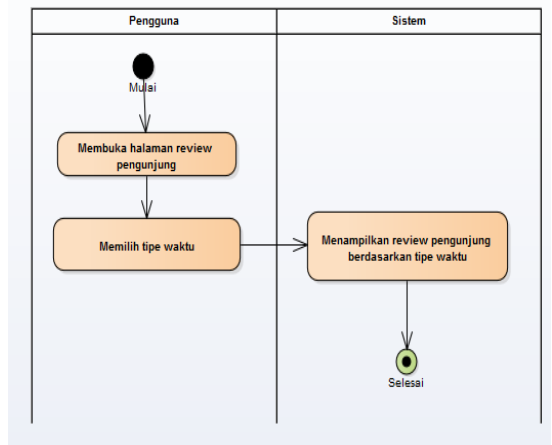 Pengguna
Sistem
Mulai
Membuka halaman review
pengunjung
Memilih tipe waktu
Menampilkan review pengunjung
berdasarkan tipe waktu
Selesai